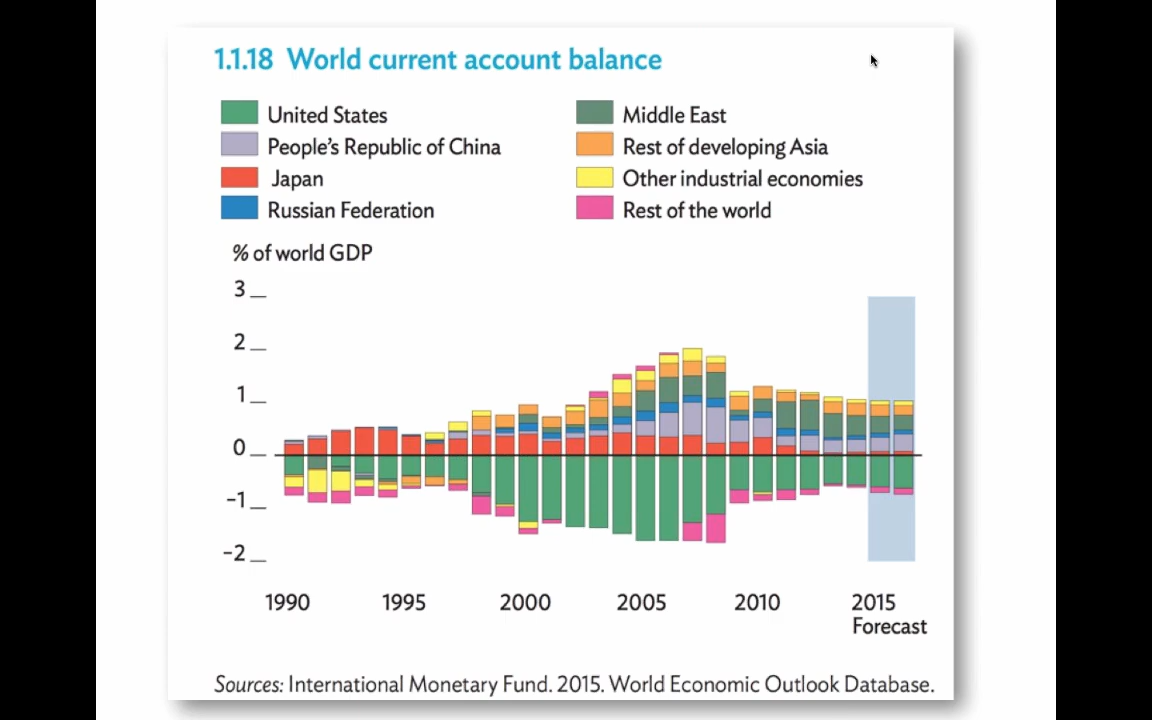 1.1.18 World current account balance
United States
People's Republic of China
Japan
Russian Federation
Middle East
Rest of developing Asia
Other industrial economies
Rest of the world
% of world GDP
3
2
1
0
-1
-2
1990 1995 2000 2005 2010 2015
Forecast
Sources: International Monetary Fund. 2015. World Economic Outlook Database.